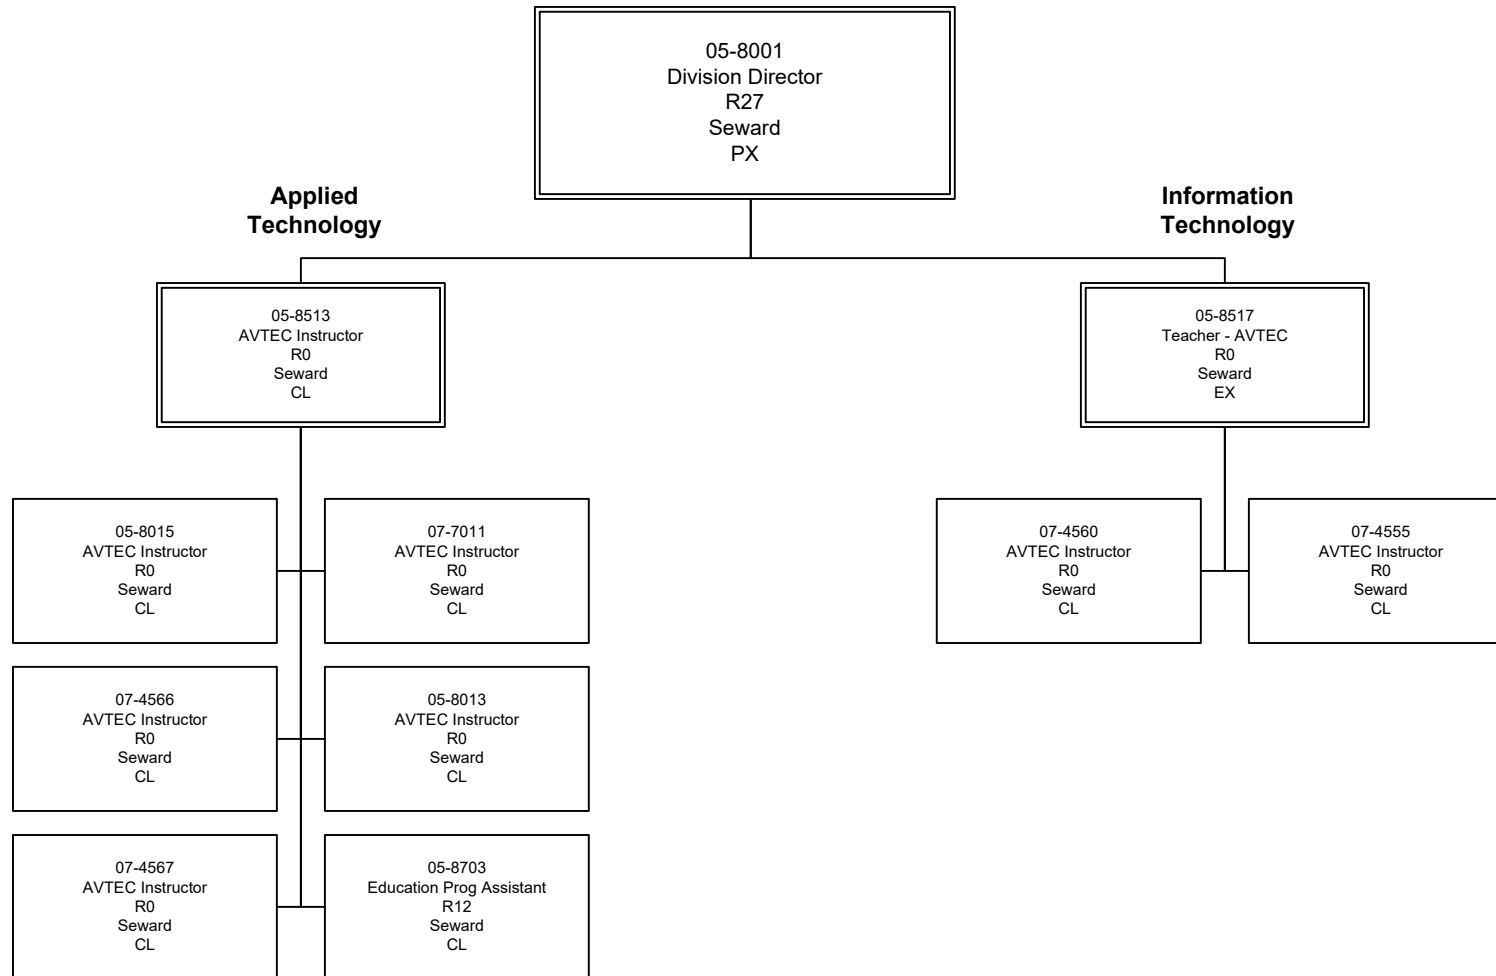 05-8001
Division Director
R27
Seward
PX
Applied
Technology
Information
Technology
05-8513
AVTEC Instructor
R0
Seward
CL
05-8517
Teacher - AVTEC
R0
Seward
EX
05-8015
AVTEC Instructor
R0
Seward
CL
07-7011
AVTEC Instructor
R0
Seward
CL
07-4560
AVTEC Instructor
R0
Seward
CL
07-4555
AVTEC Instructor
R0
Seward
CL
07-4566
AVTEC Instructor
R0
Seward
CL
05-8013
AVTEC Instructor
R0
Seward
CL
07-4567
AVTEC Instructor
R0
Seward
CL
05-8703
Education Prog Assistant
R12
Seward
CL